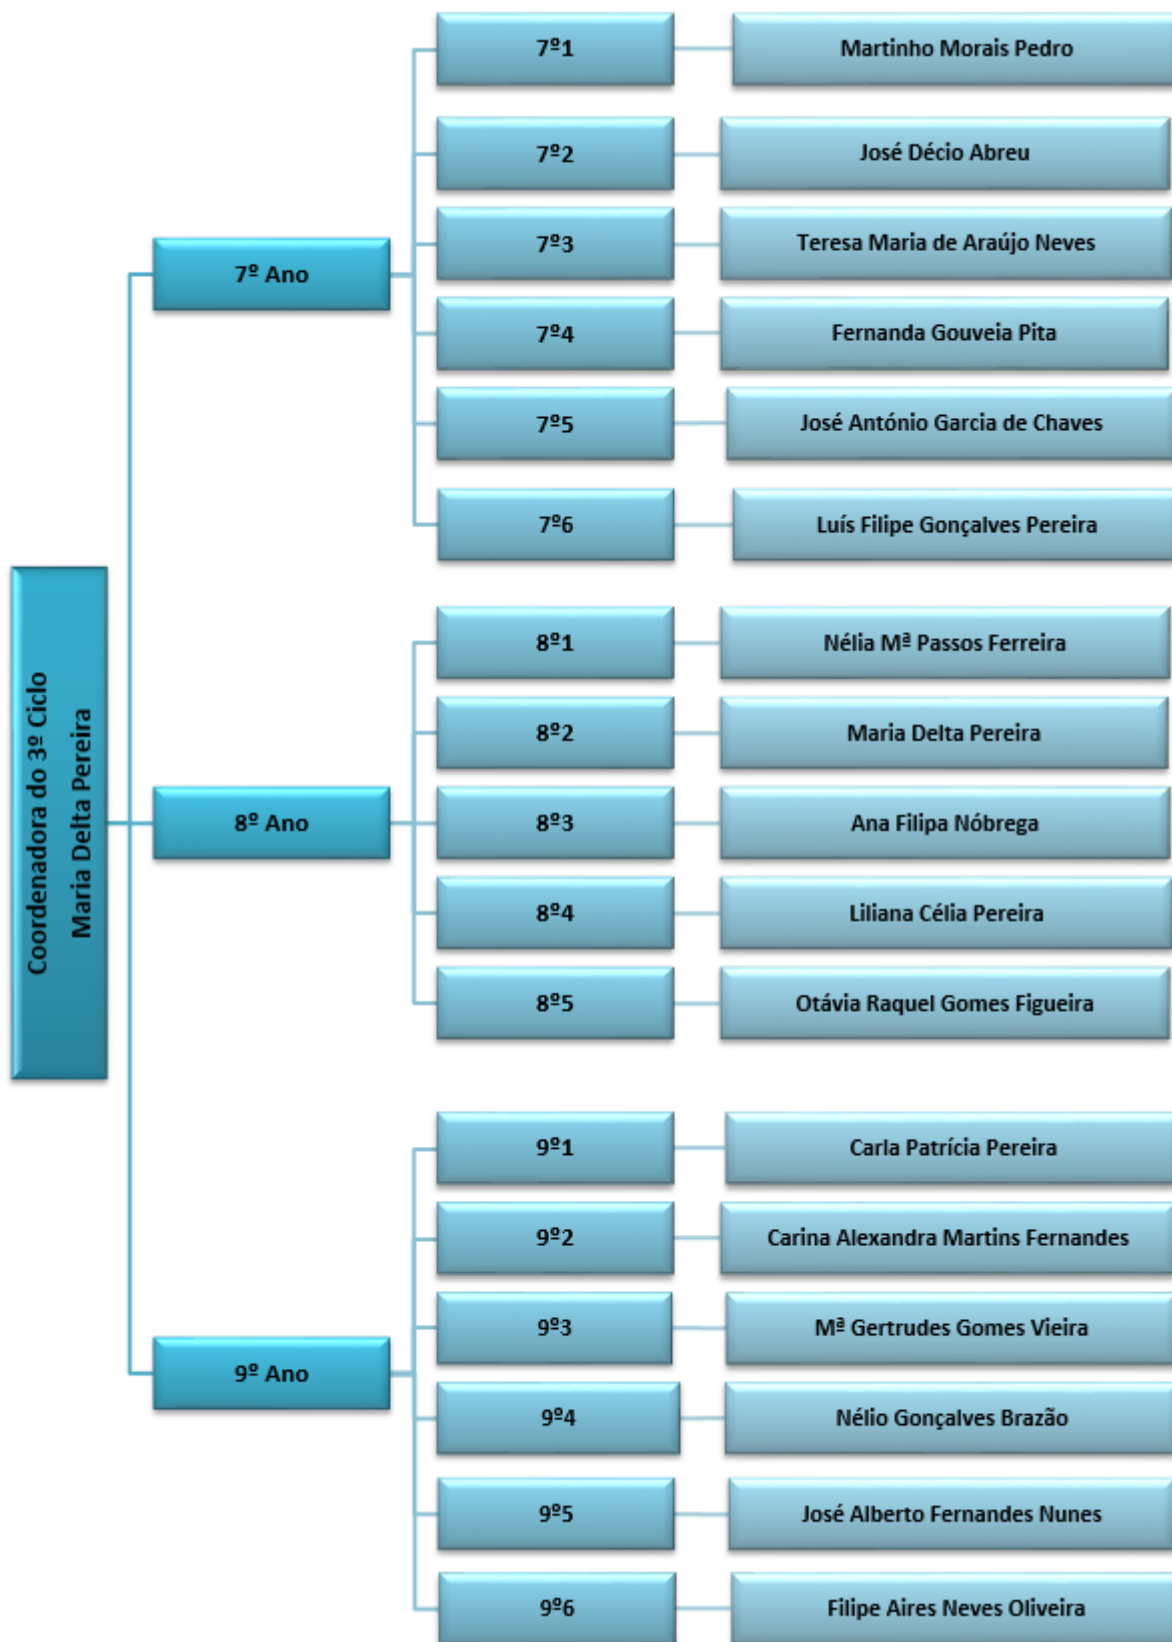 Coordenadora do 3º Ciclo
Maria Delta Pereira
7º Ano
7º1
Martinho Morais Pedro
7º2
José Décio Abreu
7º3
Teresa Maria de Araújo Neves
7º4
Fernanda Gouveia Pita
7º5
José António Garcia de Chaves
7º6
Luís Filipe Gonçalves Pereira
8º Ano
8º1
Nélia Mª Passos Ferreira
8º2
Maria Delta Pereira
8º3
Ana Filipa Nóbrega
8º4
Liliana Célia Pereira
8º5
Otávia Raquel Gomes Figueira
9º Ano
9º1
Carla Patrícia Pereira
9º2
Carina Alexandra Martins Fernandes
9º3
Mª Gertrudes Gomes Vieira
9º4
Nélio Gonçalves Brazão
9º5
José Alberto Fernandes Nunes
9º6
Filipe Aires Neves Oliveira